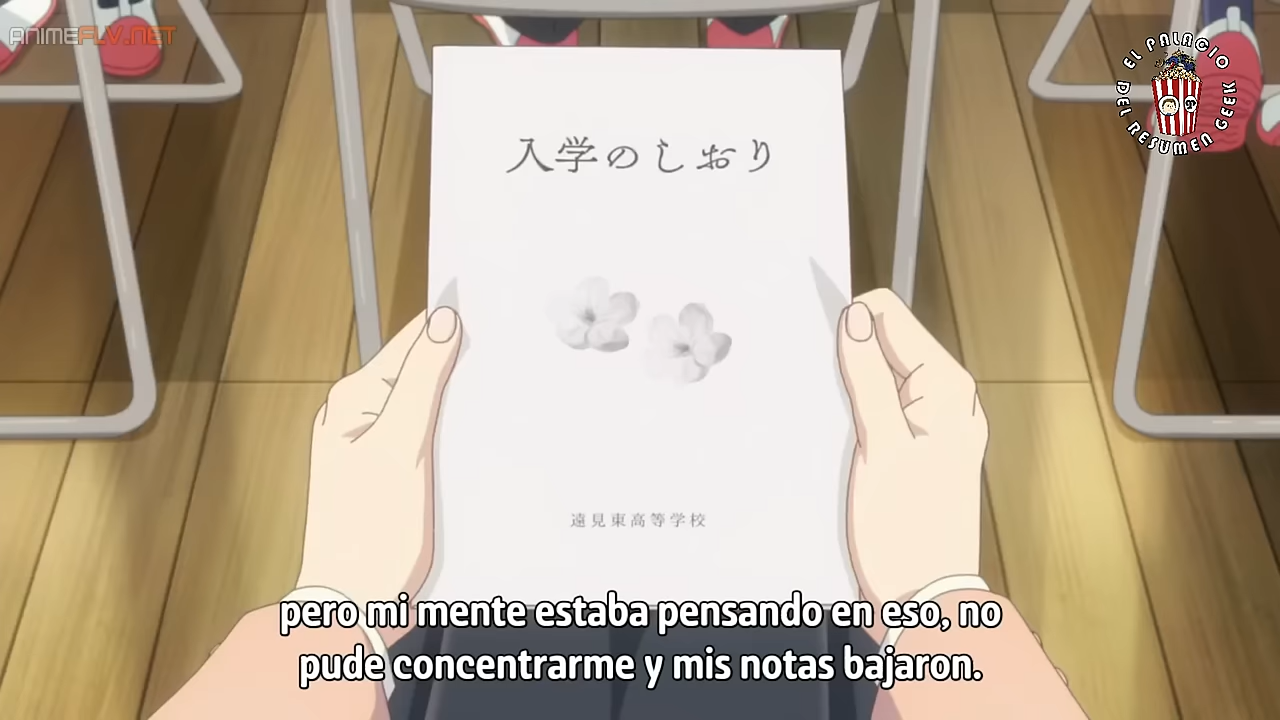 ANIMEFLV.NET
EL PALACIO
DEL RESUMEN GEEK
入学のしおり
遠見東高等学校
pero mi mente estaba pensando en eso, no
pude concentrarme y mis notas bajaron.